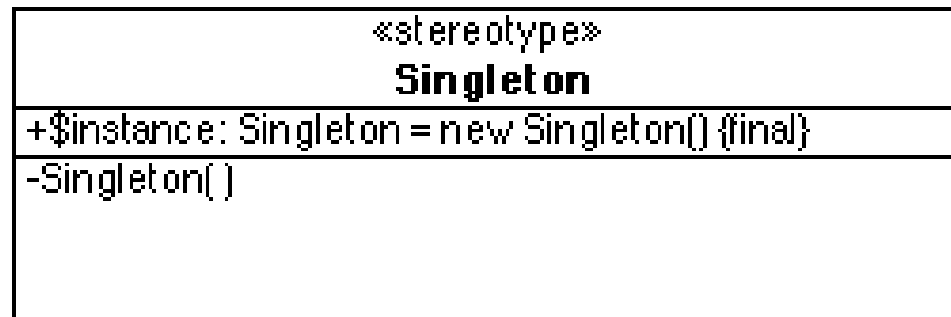 «stereotype»
Singleton
+$instance: Singleton = new Singleton() {final}
-Singleton( )